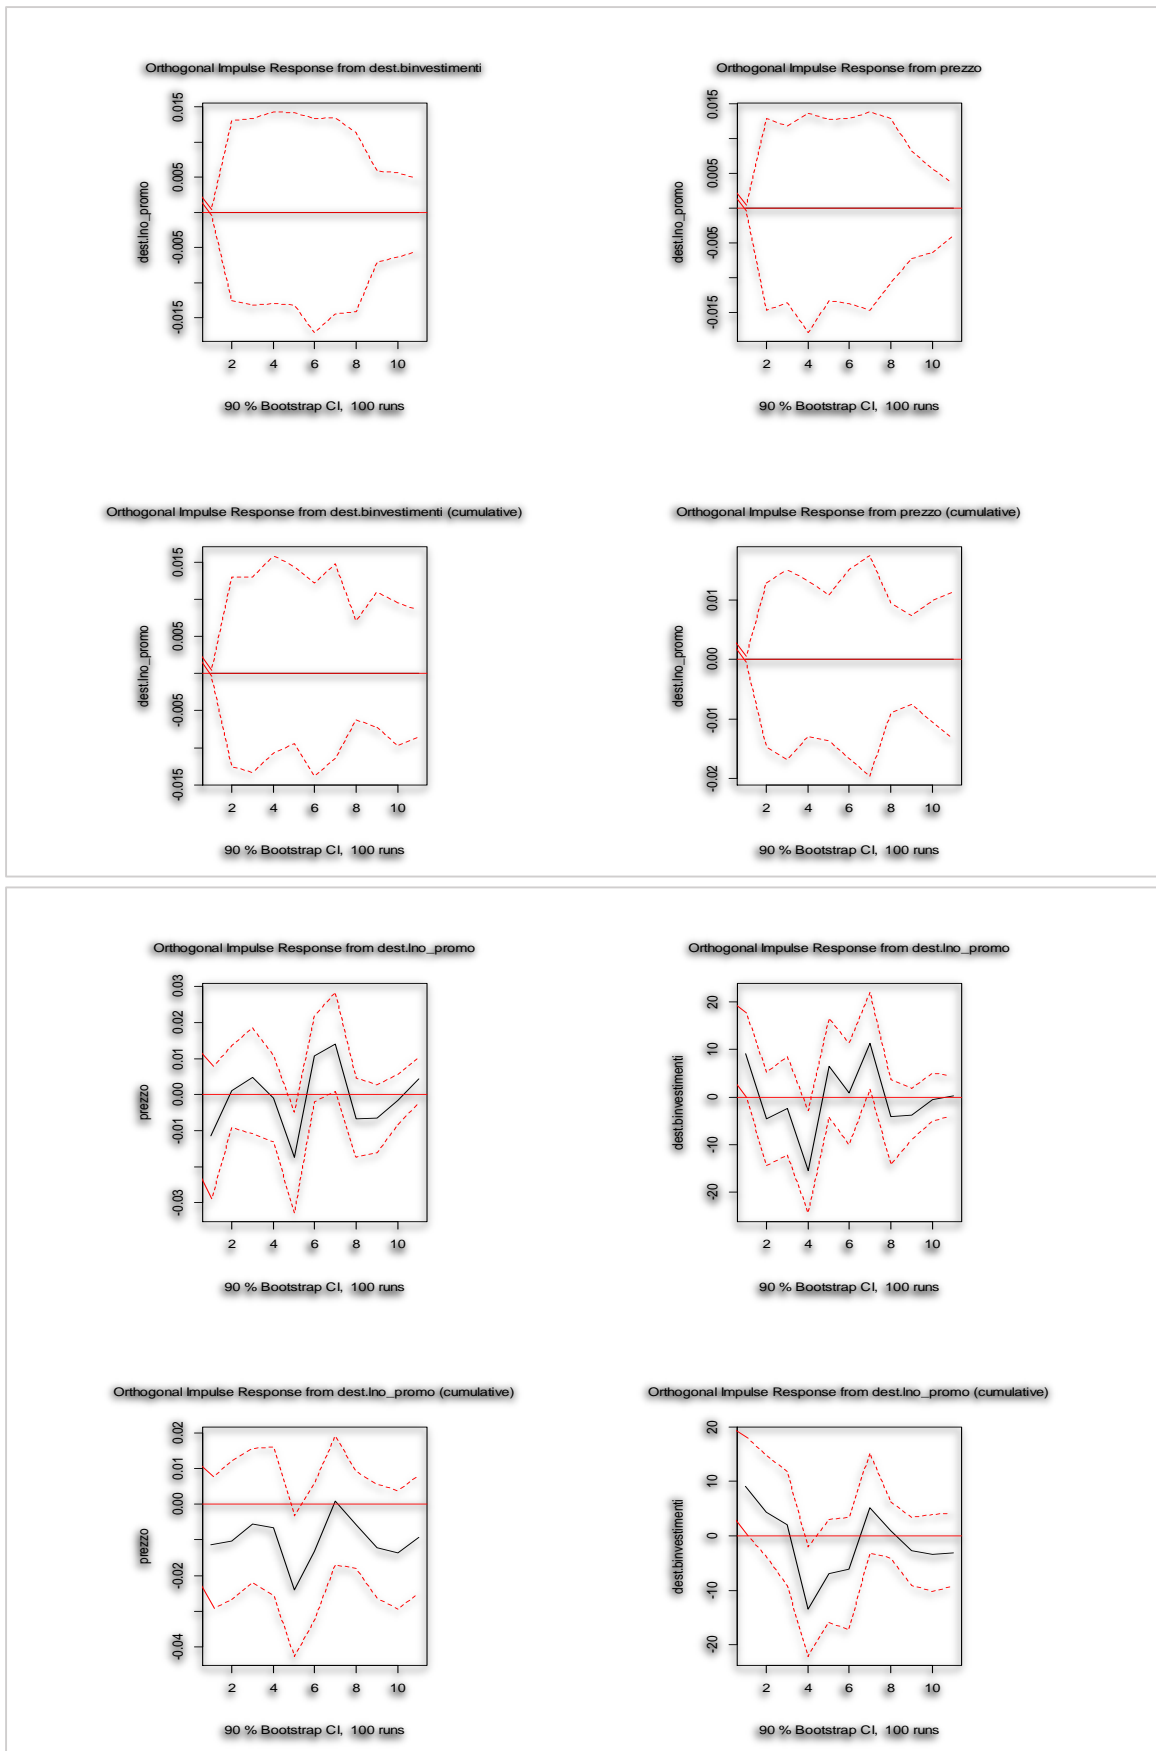 Orthogonal Impulse Response from dest.binvestimenti
dest.lno_promo
0.015
0.005
-0.005
-0.015
2 4 6 8 10
90 % Bootstrap CI, 100 runs
Orthogonal Impulse Response from prezzo
dest.lno_promo
0.015
0.005
-0.005
-0.015
2 4 6 8 10
90 % Bootstrap CI, 100 runs
Orthogonal Impulse Response from dest.binvestimenti (cumulative)
dest.lno_promo
0.015
0.005
-0.005
-0.015
2 4 6 8 10
90 % Bootstrap CI, 100 runs
Orthogonal Impulse Response from prezzo (cumulative)
dest.lno_promo
0.01
0.00
-0.01
-0.02
2 4 6 8 10
90 % Bootstrap CI, 100 runs
Orthogonal Impulse Response from dest.lno_promo
prezzo
0.03
0.02
0.01
0.00
-0.01
-0.03
2 4 6 8 10
90 % Bootstrap CI, 100 runs
Orthogonal Impulse Response from dest.lno_promo
dest.binvestimenti
20
10
0
-10
-20
2 4 6 8 10
90 % Bootstrap CI, 100 runs
Orthogonal Impulse Response from dest.lno_promo (cumulative)
prezzo
0.02
0.01
0.00
-0.02
-0.04
2 4 6 8 10
90 % Bootstrap CI, 100 runs
Orthogonal Impulse Response from dest.lno_promo (cumulative)
dest.binvestimenti
20
10
0
-10
-20
2 4 6 8 10
90 % Bootstrap CI, 100 runs